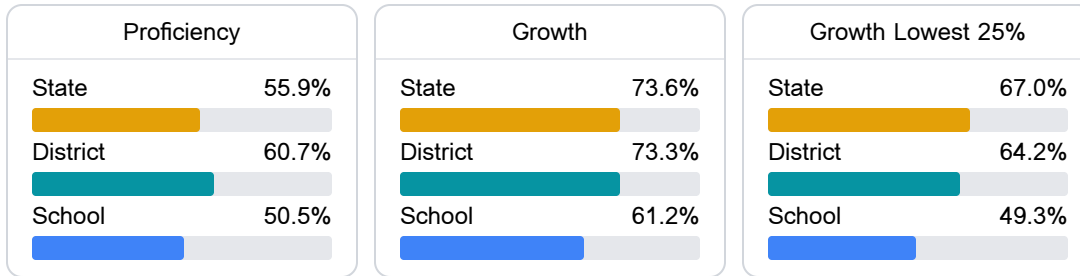 Proficiency
State 55.9%
District 60.7%
School 50.5%
Growth
State 73.6%
District 73.3%
School 61.2%
Growth Lowest 25%
State 67.0%
District 64.2%
School 49.3%